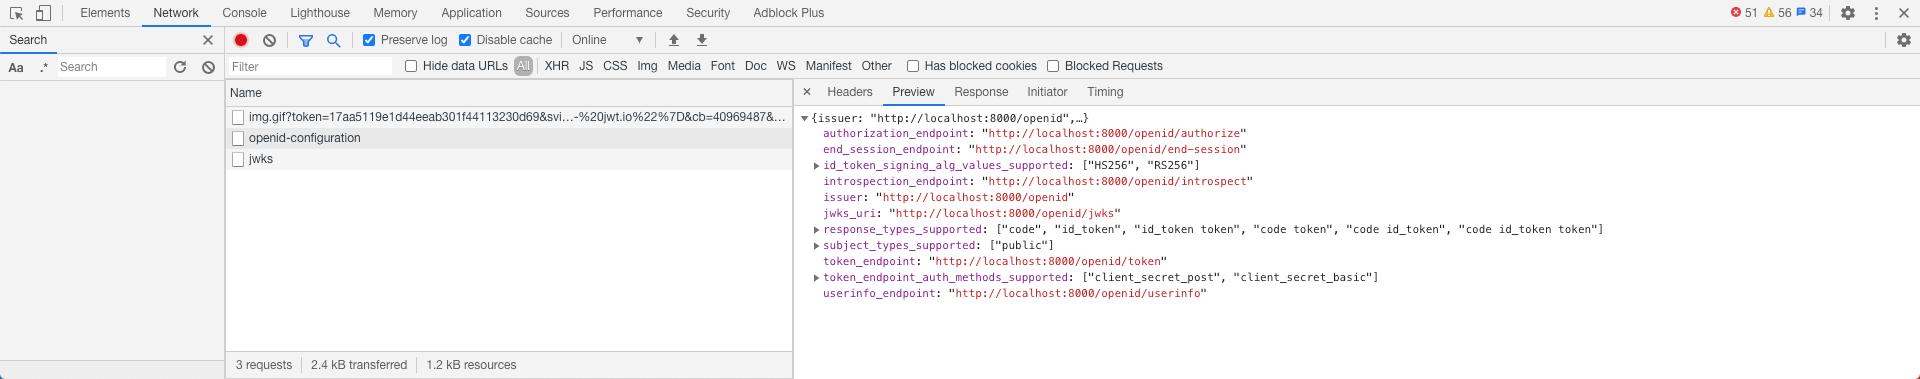 Elements Network Console Lighthouse Memory Application Sources Performance Security Adblock Plus 51 56 34
Search
Preserve log Disable cache Online
Aa .* Search
Filter Hide data URLs All XHR JS CSS Img Media Font Doc WS Manifest Other Has blocked cookies Blocked Requests
Name
img.gif?token=17aa5119e1d44eeab301f44113230d69&svi…-%20jwt.io%22%7D&cb=40969487&…
openid-configuration
jwks
3 requests 2.4 kB transferred 1.2 kB resources
Headers Preview Response Initiator Timing
{issuer: "http://localhost:8000/openid",…}
authorization_endpoint: "http://localhost:8000/openid/authorize"
end_session_endpoint: "http://localhost:8000/openid/end-session"
id_token_signing_alg_values_supported: ["HS256", "RS256"]
introspection_endpoint: "http://localhost:8000/openid/introspect"
issuer: "http://localhost:8000/openid"
jwks_uri: "http://localhost:8000/openid/jwks"
response_types_supported: ["code", "id_token", "id_token token", "code token", "code id_token", "code id_token token"]
subject_types_supported: ["public"]
token_endpoint: "http://localhost:8000/openid/token"
token_endpoint_auth_methods_supported: ["client_secret_post", "client_secret_basic"]
userinfo_endpoint: "http://localhost:8000/openid/userinfo"